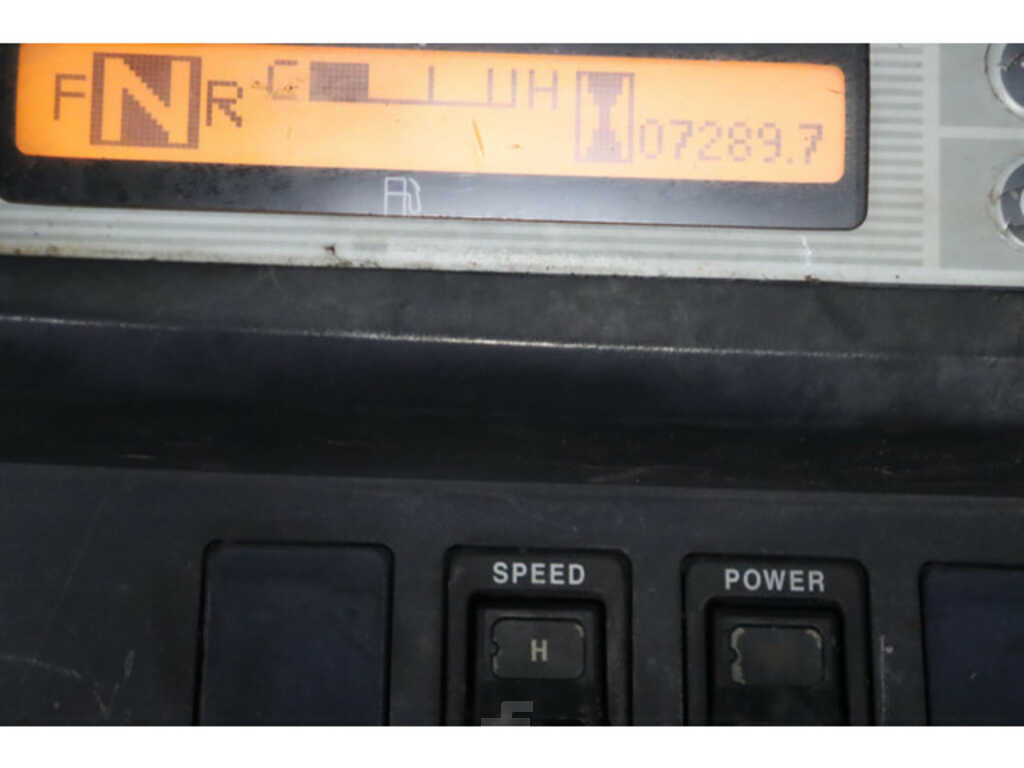 F N R C H 07289.7
SPEED POWER
H